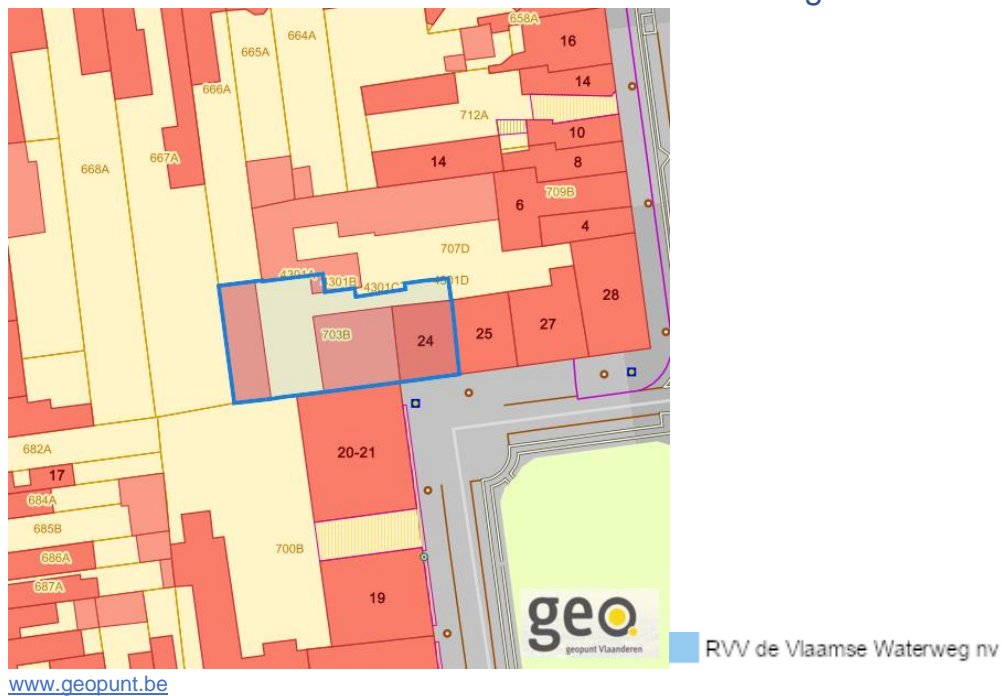 g
658A
664A
16
665A
14
666A
712A
10
667A
14
8
668A
709B
6
4
707D
4301A
4301B
4301C
4301D
28
703B
24
25
27
682A
20-21
17
684A
685B
700B
686A
687A
19
geo.
geopunt Vlaanderen
RVV de Vlaamse Waterweg nv
www.geopunt.be